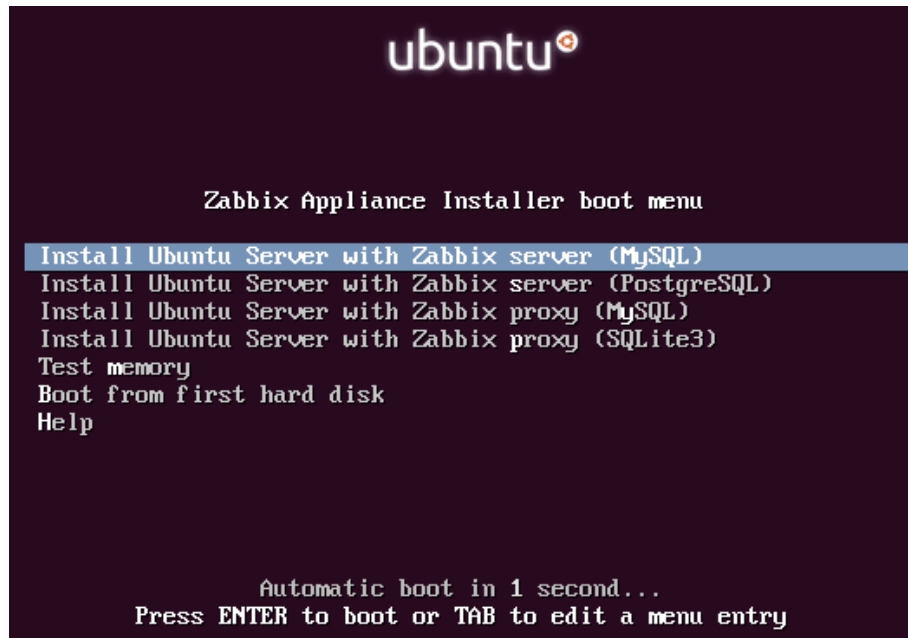 ubuntu
Zabbix Appliance Installer boot menu
Install Ubuntu Server with Zabbix server (MySQL)
Install Ubuntu Server with Zabbix server (PostgreSQL)
Install Ubuntu Server with Zabbix proxy (MySQL)
Install Ubuntu Server with Zabbix proxy (SQLite3)
Test memory
Boot from first hard disk
Help
Automatic boot in 1 second...
Press ENTER to boot or TAB to edit a menu entry